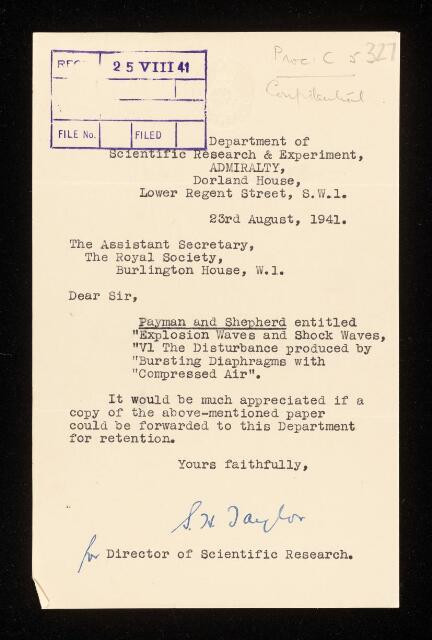 Proc. C 5 327
Confidential
25 VIII 41
FILE No. FILED
Department of
Scientific Research & Experiment,
ADMIRALTY,
Dorland House,
Lower Regent Street, S.W.1.
23rd August, 1941.
The Assistant Secretary,
The Royal Society,
Burlington House, W.1.
Dear Sir,
Payman and Shepherd entitled
"Explosion Waves and Shock Waves,
"V1 The Disturbance produced by
"Bursting Diaphragms with
"Compressed Air".
It would be much appreciated if a
copy of the above-mentioned paper
could be forwarded to this Department
for retention.
Yours faithfully,
S. H Taylor
for Director of Scientific Research.